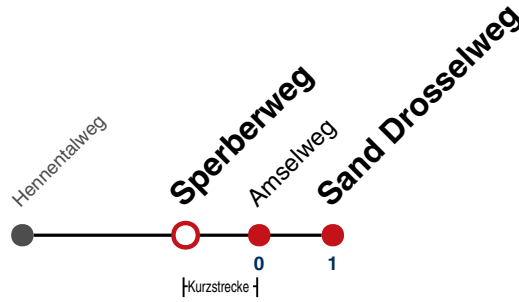 Hennentalweg
Sperberweg
Amselweg
Sand Drosselweg
0
1
Kurzstrecke